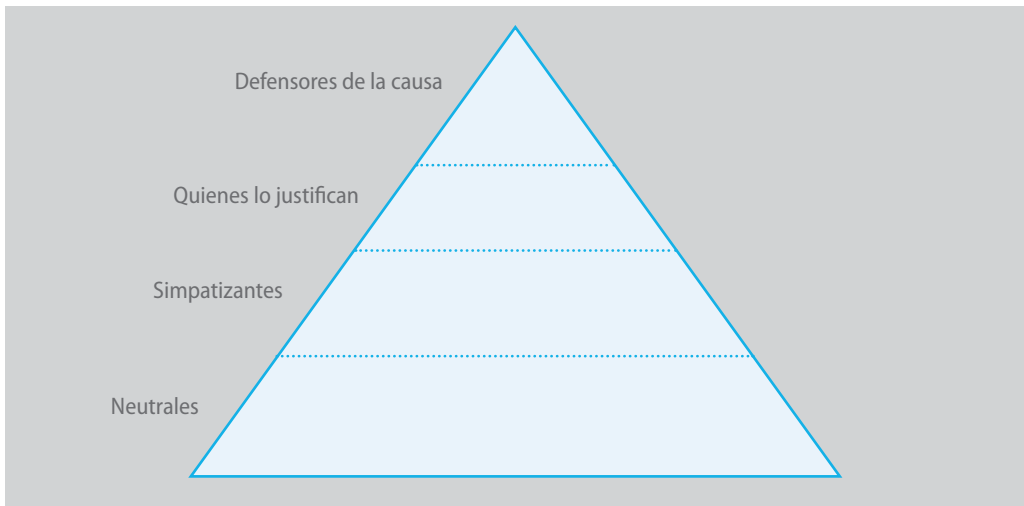 Defensores de la causa
Quienes lo justifican
Simpatizantes
Neutrales